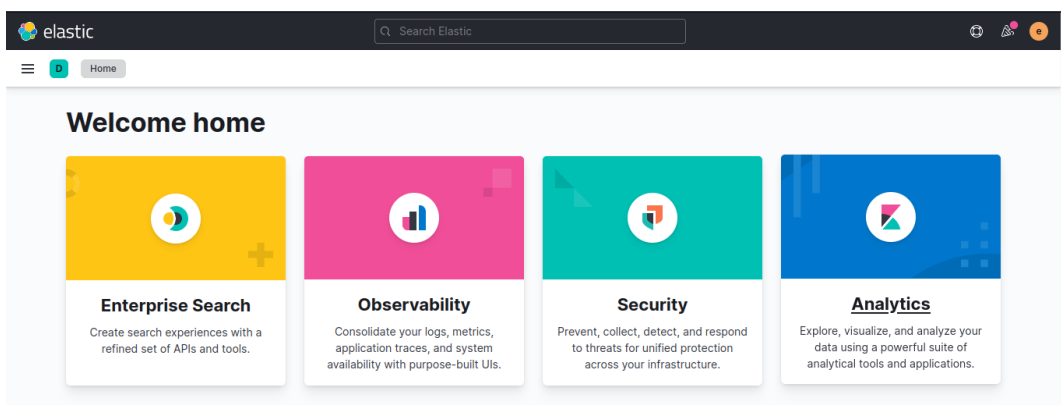 elastic
Search Elastic
e
D
Home
Welcome home
Enterprise Search
Create search experiences with a
refined set of APIs and tools.
Observability
Consolidate your logs, metrics,
application traces, and system
availability with purpose-built UIs.
Security
Prevent, collect, detect, and respond
to threats for unified protection
across your infrastructure.
Analytics
Explore, visualize, and analyze your
data using a powerful suite of
analytical tools and applications.